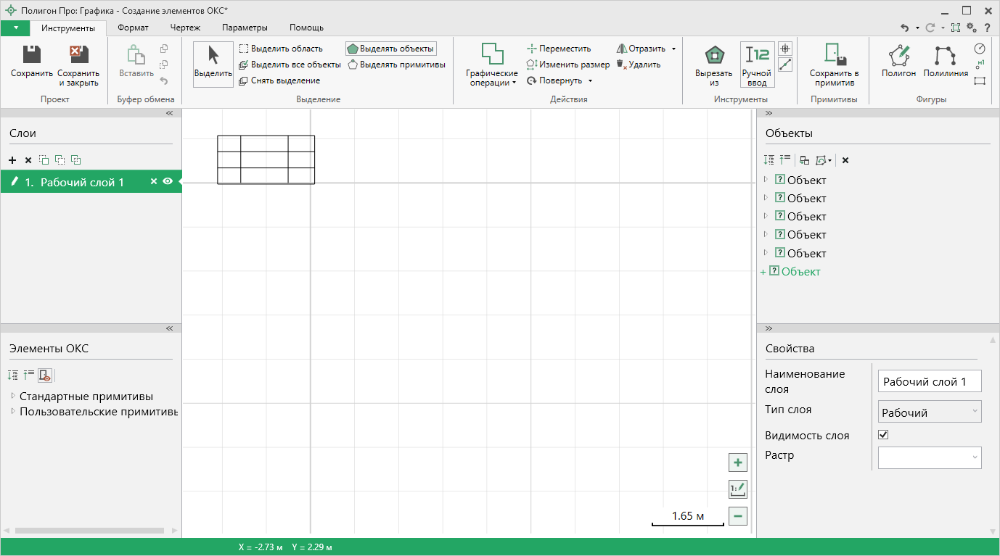 Полигон Про: Графика - Создание элементов ОКС*
Инструменты Формат Чертеж Параметры Помощь
Сохранить
Сохранить
и закрыть
Проект
Вставить
Буфер обмена
Выделить
Выделить область
Выделить все объекты
Снять выделение
Выделять объекты
Выделять примитивы
Выделение
Графические
операции
Переместить
Изменить размер
Повернуть
Отразить
Удалить
Действия
Вырезать
из
12
Ручной
ввод
Инструменты
Сохранить в
примитив
Примитивы
Полигон
Полилиния
н1
Фигуры
Слои
1. Рабочий слой 1
Элементы ОКС
Стандартные примитивы
Пользовательские примитивы
1.65 м
1:
Объекты
? Объект
? Объект
? Объект
? Объект
? Объект
+ ? Объект
Свойства
Наименование
слоя
Рабочий слой 1
Тип слоя
Рабочий
Видимость слоя
Растр
X = -2.73 м Y = 2.29 м